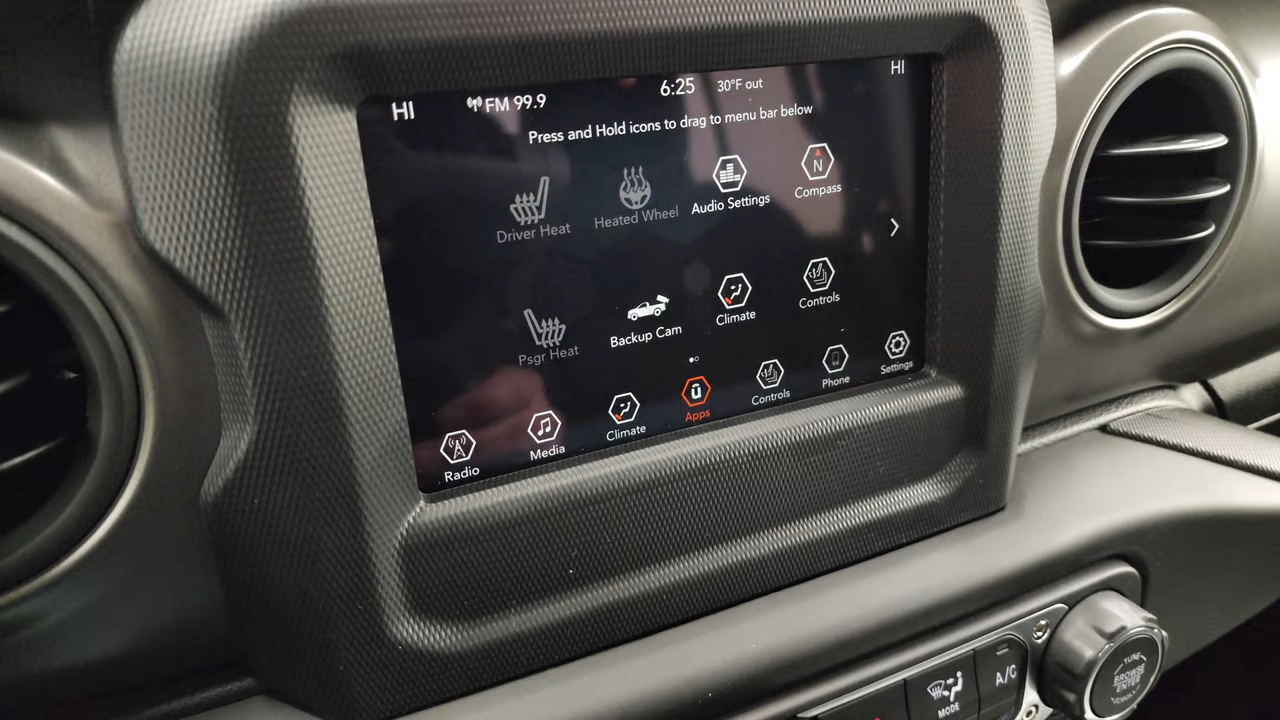 HI FM 99.9 6:25 30°F out HI
Press and Hold icons to drag to menu bar below
Driver Heat Heated Wheel Audio Settings N Compass
Psgr Heat Backup Cam Climate Controls
Radio Media Climate ū Apps Controls Phone Settings
MODE A/C
TUNE
BROWSE
ENTER